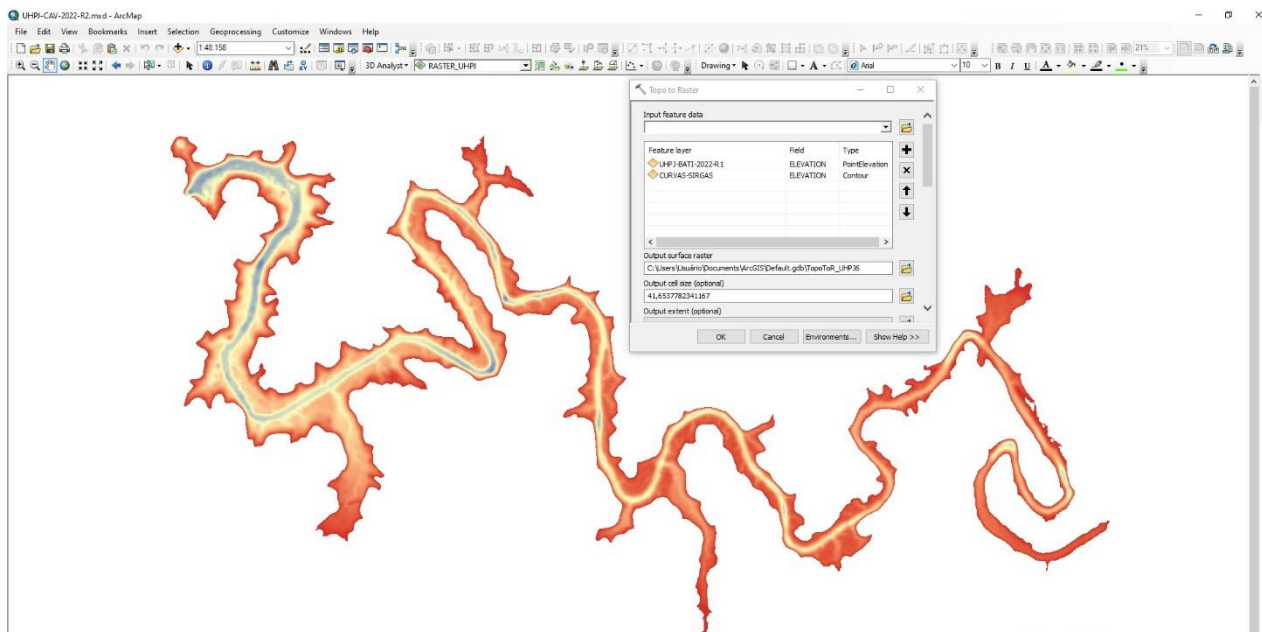 UHPJ-CAV-2022-R2.mxd - ArcMap
File Edit View Bookmarks Insert Selection Geoprocessing Customize Windows Help
1:48.158
21%
3D Analyst RASTER_UHPJ Drawing A Arial 10 B I U A
Topo to Raster
Input feature data
Feature layer Field Type
UHPJ-BATI-2022-R1 ELEVATION PointElevation
CURVAS-SIRGAS ELEVATION Contour
Output surface raster
C:\Users\Usuário\Documents\ArcGIS\Default.gdb\TopoToR_UHPJ6
Output cell size (optional)
41,6537782341167
Output extent (optional)
OK Cancel Environments... Show Help >>